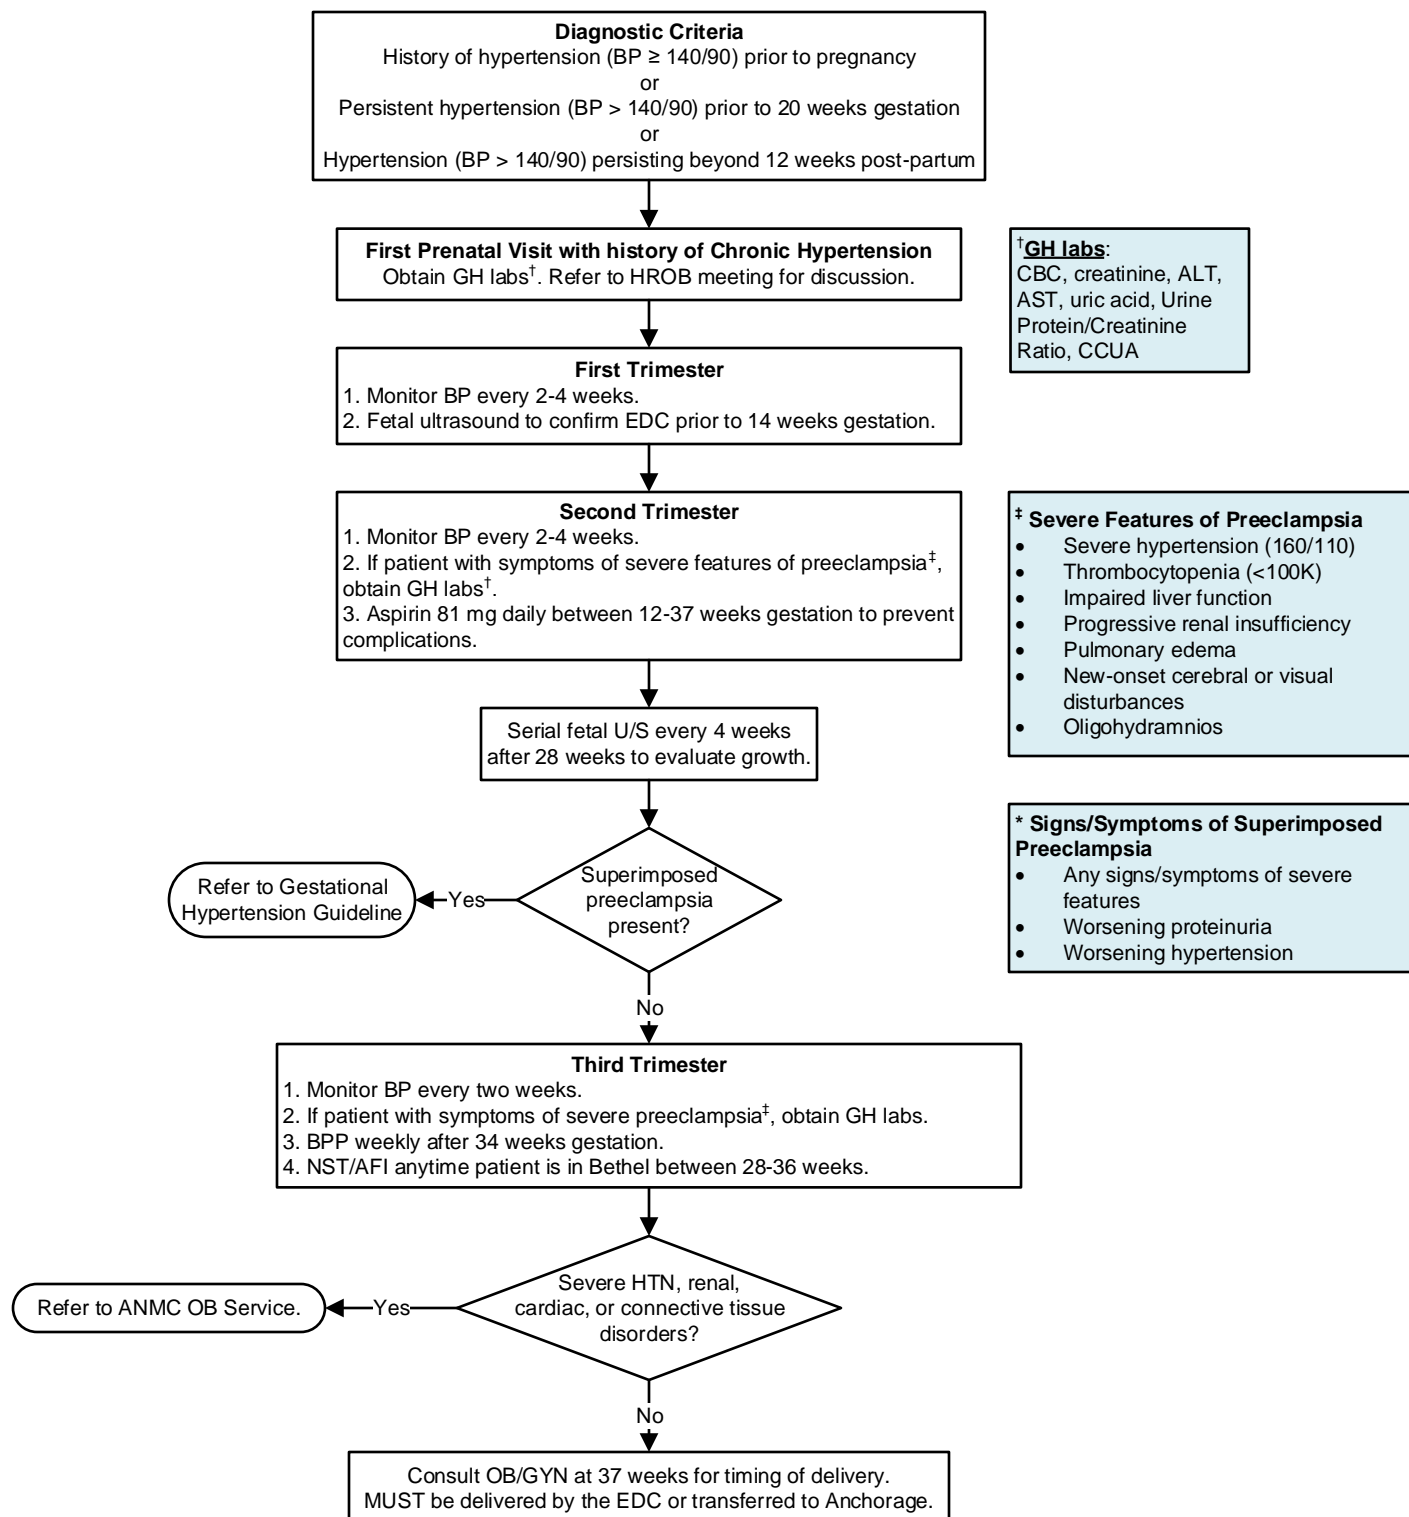 Diagnostic Criteria
History of hypertension (BP ≥ 140/90) prior to pregnancy
or
Persistent hypertension (BP > 140/90) prior to 20 weeks gestation
or
Hypertension (BP > 140/90) persisting beyond 12 weeks post-partum
First Prenatal Visit with history of Chronic Hypertension
Obtain GH labs†. Refer to HROB meeting for discussion.
†GH labs:
CBC, creatinine, ALT,
AST, uric acid, Urine
Protein/Creatinine
Ratio, CCUA
First Trimester
1. Monitor BP every 2-4 weeks.
2. Fetal ultrasound to confirm EDC prior to 14 weeks gestation.
Second Trimester
1. Monitor BP every 2-4 weeks.
2. If patient with symptoms of severe features of preeclampsia‡,
obtain GH labs†.
3. Aspirin 81 mg daily between 12-37 weeks gestation to prevent
complications.
‡ Severe Features of Preeclampsia
• Severe hypertension (160/110)
• Thrombocytopenia (<100K)
• Impaired liver function
• Progressive renal insufficiency
• Pulmonary edema
• New-onset cerebral or visual
disturbances
• Oligohydramnios
Serial fetal U/S every 4 weeks
after 28 weeks to evaluate growth.
* Signs/Symptoms of Superimposed
Preeclampsia
• Any signs/symptoms of severe
features
• Worsening proteinuria
• Worsening hypertension
Superimposed
preeclampsia
present?
Yes
Refer to Gestational
Hypertension Guideline
No
Third Trimester
1. Monitor BP every two weeks.
2. If patient with symptoms of severe preeclampsia‡, obtain GH labs.
3. BPP weekly after 34 weeks gestation.
4. NST/AFI anytime patient is in Bethel between 28-36 weeks.
Severe HTN, renal,
cardiac, or connective tissue
disorders?
Yes
Refer to ANMC OB Service.
No
Consult OB/GYN at 37 weeks for timing of delivery.
MUST be delivered by the EDC or transferred to Anchorage.